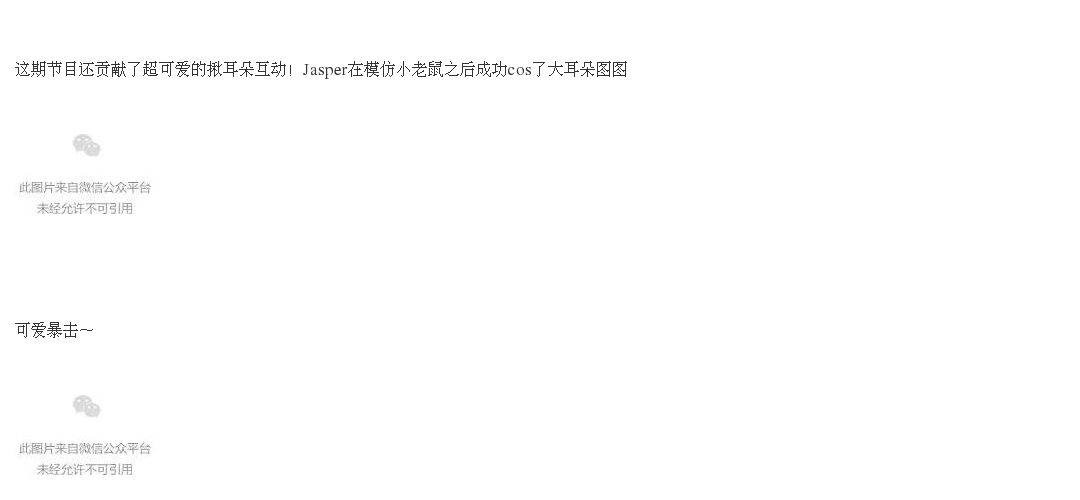 这期节目还贡献了超可爱的揪耳朵互动！Jasper在模仿小老鼠之后成功cos了大耳朵图图
此图片来自微信公众平台
未经允许不可引用
可爱暴击～
此图片来自微信公众平台
未经允许不可引用